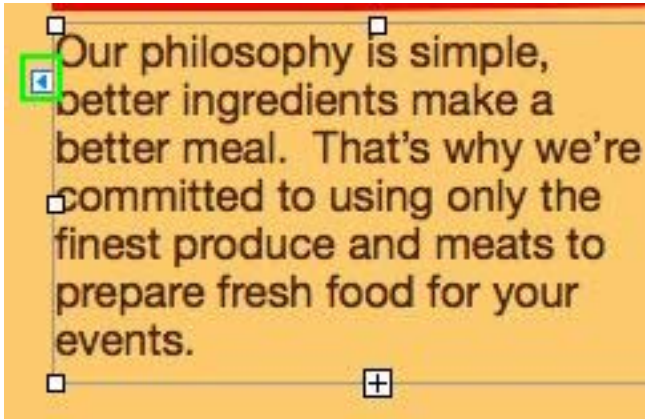 Our philosophy is simple,
better ingredients make a
better meal.  That's why we're
committed to using only the
finest produce and meats to
prepare fresh food for your
events.